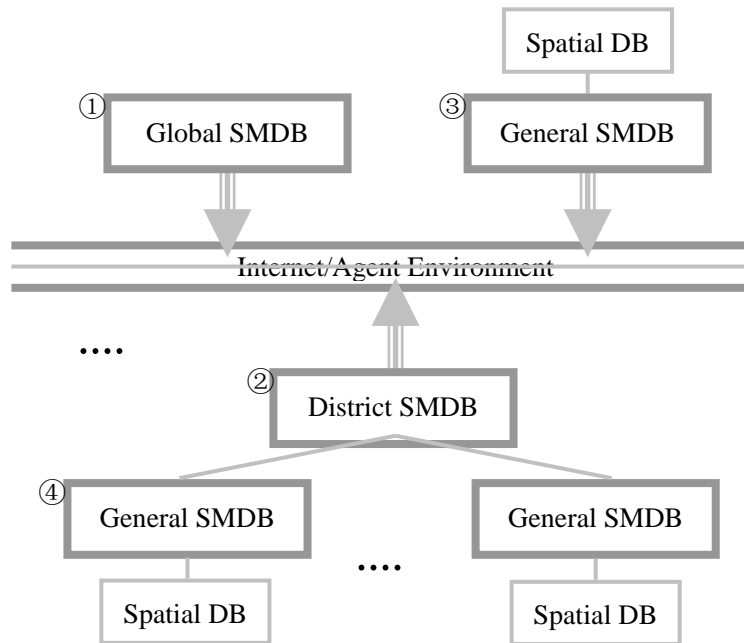 Spatial DB
① Global SMDB
③ General SMDB
Internet/Agent Environment
....
② District SMDB
④ General SMDB
General SMDB
....
Spatial DB
Spatial DB